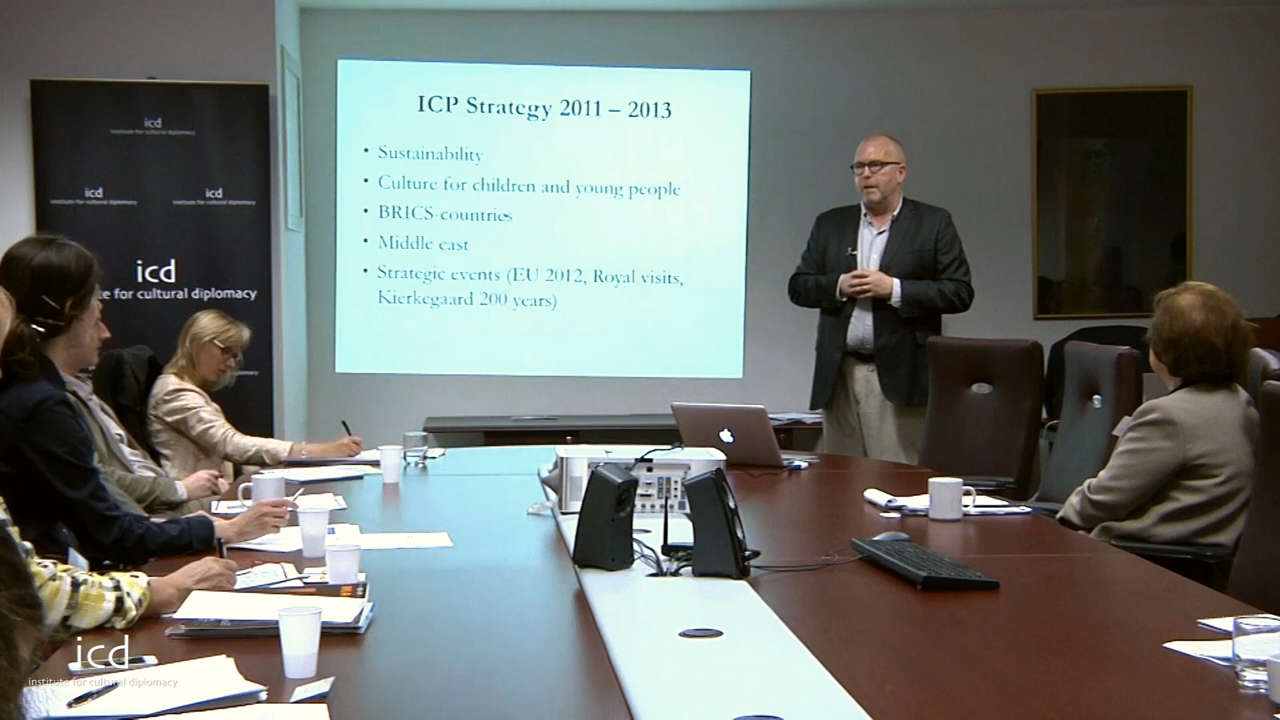 icd
institute for cultural diplomacy
icd
institute for cultural diplomacy
icd
institute for cultural diplomacy
icd
te for cultural diplomacy
ICP Strategy 2011 – 2013
• Sustainability
• Culture for children and young people
• BRICS-countries
• Middle east
• Strategic events (EU 2012, Royal visits,
Kierkegaard 200 years)
icd
institute for cultural diplomacy